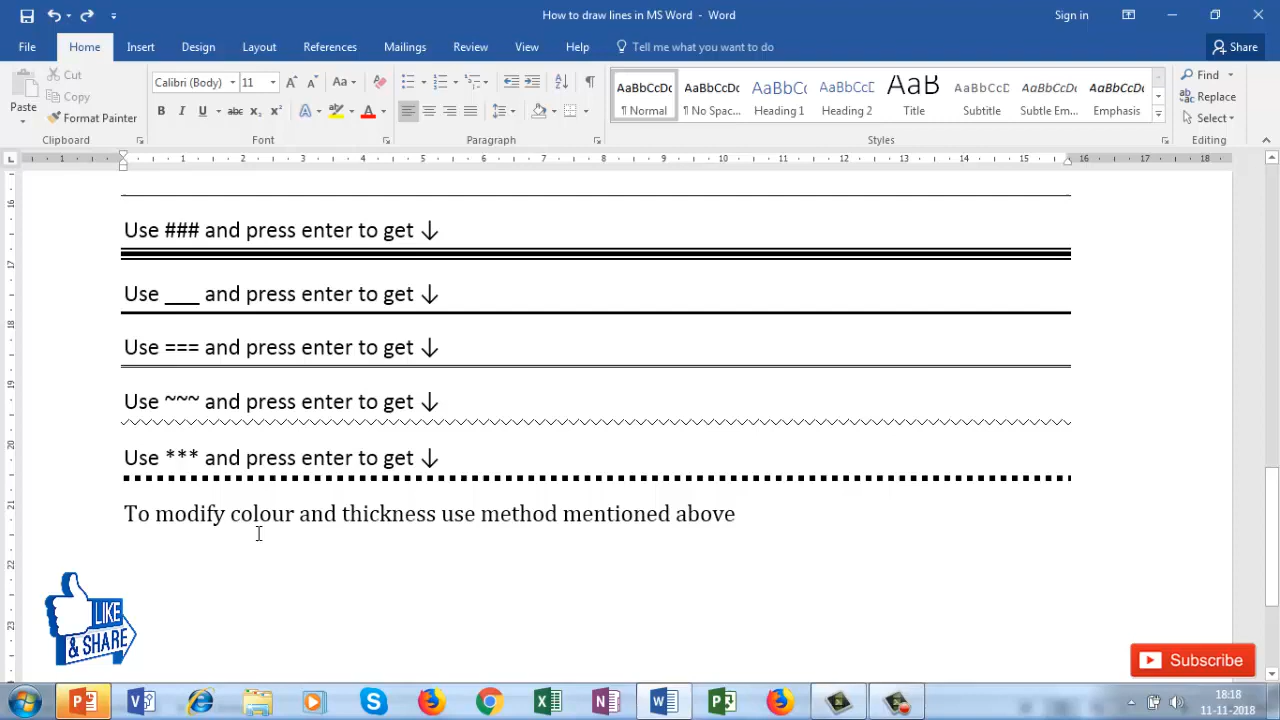 How to draw lines in MS Word - Word
Sign in
File Home Insert Design Layout References Mailings Review View Help Tell me what you want to do Share
Paste Cut Copy Format Painter Clipboard
Calibri (Body) 11 Font
Paragraph
AaBbCcDc ¶ Normal
AaBbCcDc ¶ No Spac...
AaBbCc Heading 1
AaBbCcE Heading 2
AaB Title
AaBbCcD Subtitle
AaBbCcDc Subtle Em...
AaBbCcDc Emphasis
Styles
Find Replace Select Editing
Use ### and press enter to get ↓
Use ___ and press enter to get ↓
Use === and press enter to get ↓
Use ~~~ and press enter to get ↓
Use *** and press enter to get ↓
To modify colour and thickness use method mentioned above
LIKE
& SHARE
Subscribe
18:18
11-11-2018